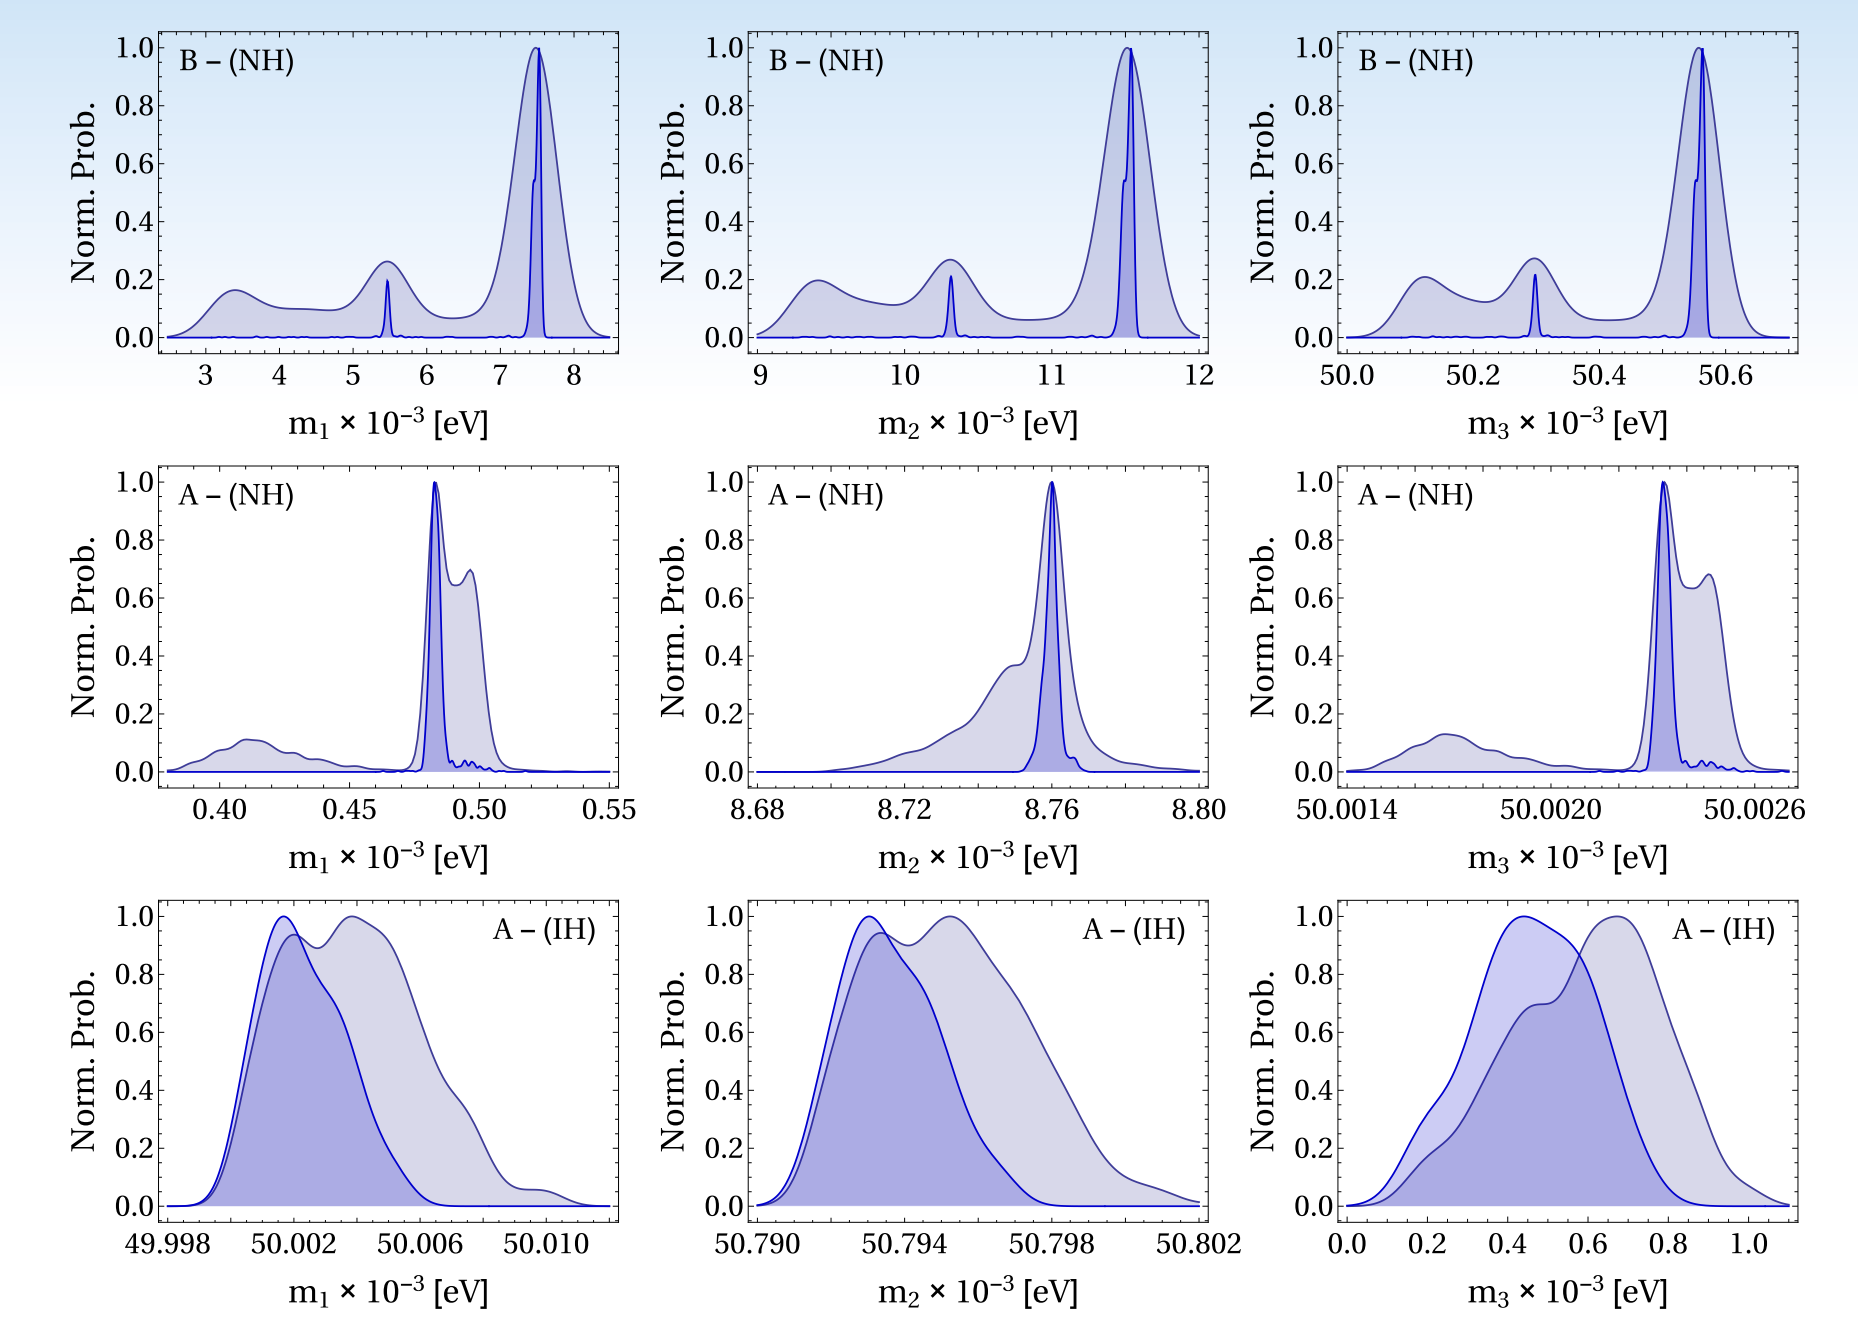 B – (NH)
Norm. Prob.
1.0
0.8
0.6
0.4
0.2
0.0
3 4 5 6 7 8
m₁ × 10⁻³ [eV]
B – (NH)
Norm. Prob.
1.0
0.8
0.6
0.4
0.2
0.0
9 10 11 12
m₂ × 10⁻³ [eV]
B – (NH)
Norm. Prob.
1.0
0.8
0.6
0.4
0.2
0.0
50.0 50.2 50.4 50.6
m₃ × 10⁻³ [eV]
A – (NH)
Norm. Prob.
1.0
0.8
0.6
0.4
0.2
0.0
0.40 0.45 0.50 0.55
m₁ × 10⁻³ [eV]
A – (NH)
Norm. Prob.
1.0
0.8
0.6
0.4
0.2
0.0
8.68 8.72 8.76 8.80
m₂ × 10⁻³ [eV]
A – (NH)
Norm. Prob.
1.0
0.8
0.6
0.4
0.2
0.0
50.0014 50.0020 50.0026
m₃ × 10⁻³ [eV]
A – (IH)
Norm. Prob.
1.0
0.8
0.6
0.4
0.2
0.0
49.998 50.002 50.006 50.010
m₁ × 10⁻³ [eV]
A – (IH)
Norm. Prob.
1.0
0.8
0.6
0.4
0.2
0.0
50.790 50.794 50.798 50.802
m₂ × 10⁻³ [eV]
A – (IH)
Norm. Prob.
1.0
0.8
0.6
0.4
0.2
0.0
0.0 0.2 0.4 0.6 0.8 1.0
m₃ × 10⁻³ [eV]